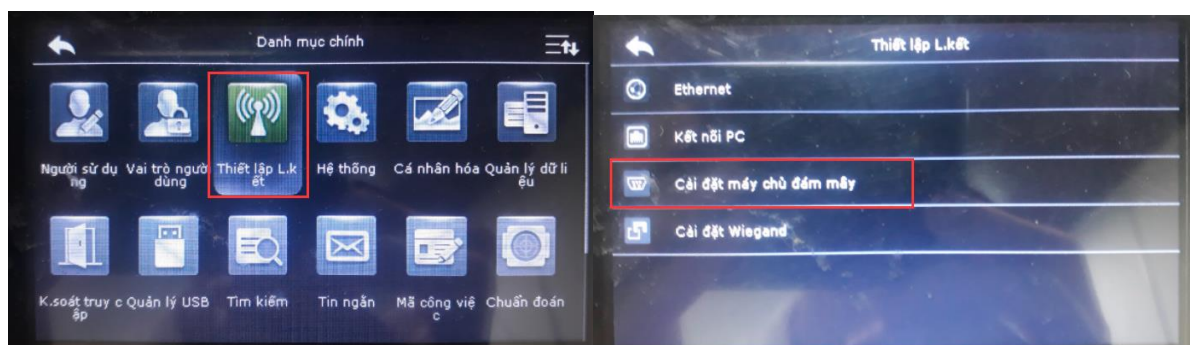 Danh mục chính
Người sử dụ
ng
Vai trò người
dùng
Thiết lập L.k
ết
Hệ thống
Cá nhân hóa
Quản lý dữ li
ệu
K.soát truy c
ập
Quản lý USB
Tìm kiếm
Tin ngắn
Mã công việ
c
Chuẩn đoán
Thiết lập L.kết
Ethernet
Kết nối PC
Cài đặt máy chủ đám mây
Cài đặt Wiegand